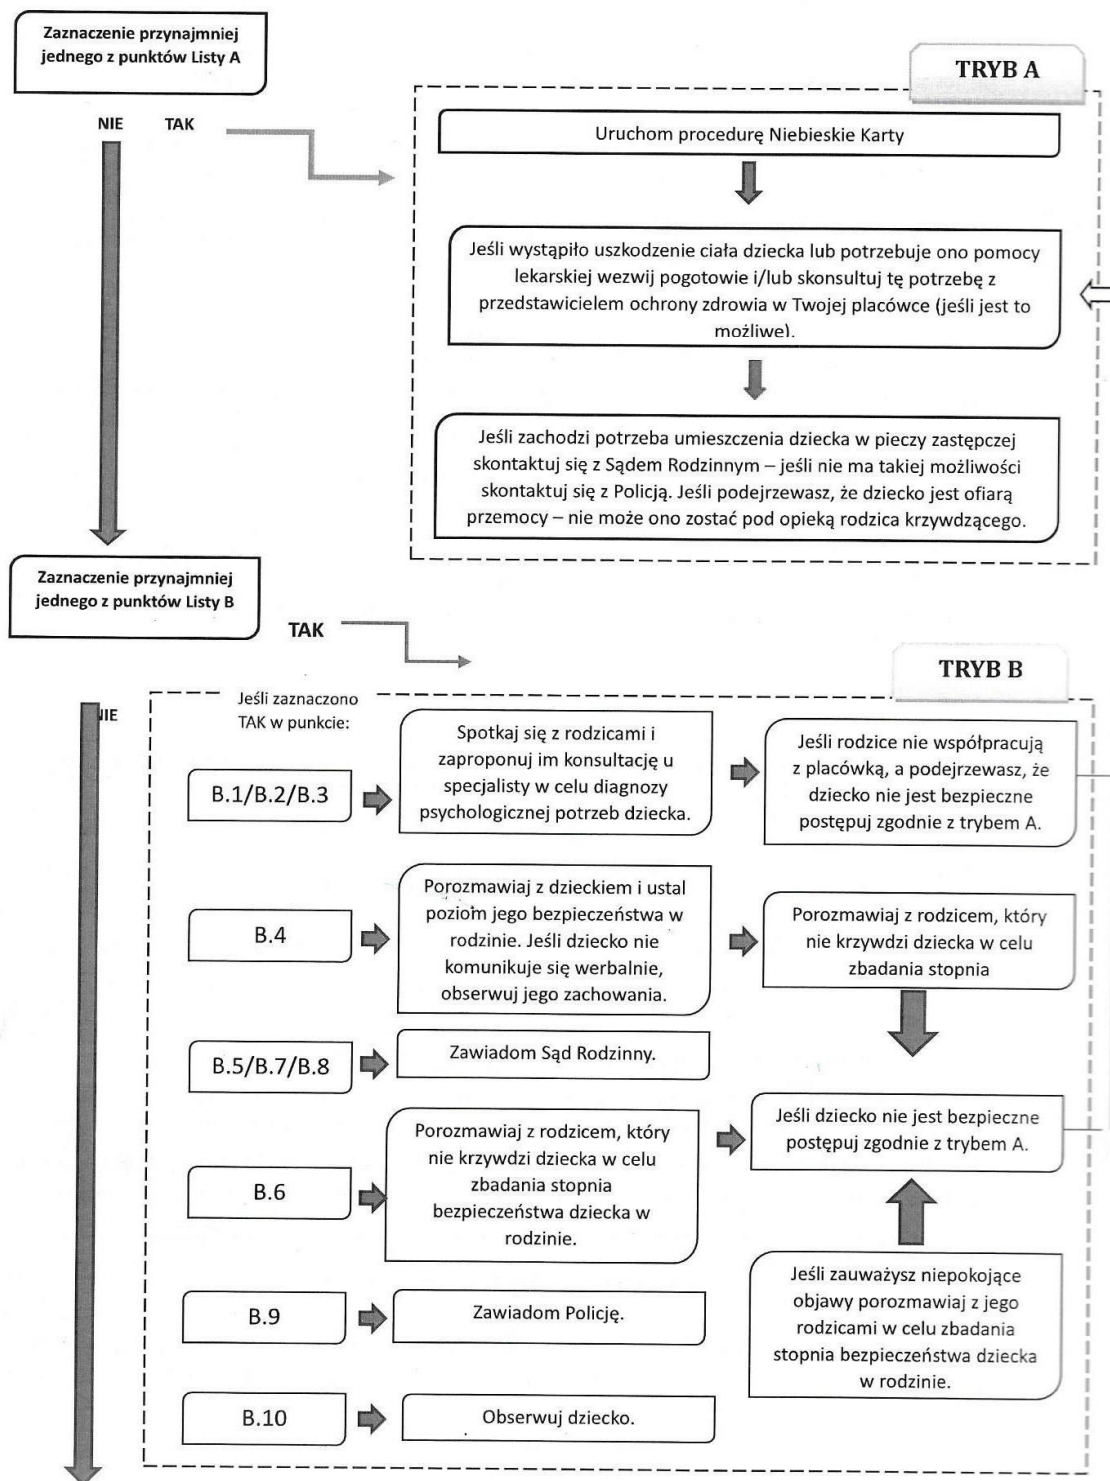 Zaznaczenie przynajmniej
jednego z punktów Listy A
NIE TAK
TRYB A
Uruchom procedurę Niebieskie Karty
Jeśli wystąpiło uszkodzenie ciała dziecka lub potrzebuje ono pomocy
lekarskiej wezwij pogotowie i/lub skonsultuj tę potrzebę z
przedstawicielem ochrony zdrowia w Twojej placówce (jeśli jest to
możliwe).
Jeśli zachodzi potrzeba umieszczenia dziecka w pieczy zastępczej
skontaktuj się z Sądem Rodzinnym – jeśli nie ma takiej możliwości
skontaktuj się z Policją. Jeśli podejrzewasz, że dziecko jest ofiarą
przemocy – nie może ono zostać pod opieką rodzica krzywdzącego.
Zaznaczenie przynajmniej
jednego z punktów Listy B
TAK
TRYB B
NIE
Jeśli zaznaczono
TAK w punkcie:
B.1/B.2/B.3
Spotkaj się z rodzicami i
zaproponuj im konsultację u
specjalisty w celu diagnozy
psychologicznej potrzeb dziecka.
Jeśli rodzice nie współpracują
z placówką, a podejrzewasz, że
dziecko nie jest bezpieczne
postępuj zgodnie z trybem A.
B.4
Porozmawiaj z dzieckiem i ustal
poziom jego bezpieczeństwa w
rodzinie. Jeśli dziecko nie
komunikuje się werbalnie,
obserwuj jego zachowania.
Porozmawiaj z rodzicem, który
nie krzywdzi dziecka w celu
zbadania stopnia
B.5/B.7/B.8
Zawiadom Sąd Rodzinny.
B.6
Porozmawiaj z rodzicem, który
nie krzywdzi dziecka w celu
zbadania stopnia
bezpieczeństwa dziecka w
rodzinie.
Jeśli dziecko nie jest bezpieczne
postępuj zgodnie z trybem A.
B.9
Zawiadom Policję.
Jeśli zauważysz niepokojące
objawy porozmawiaj z jego
rodzicami w celu zbadania
stopnia bezpieczeństwa dziecka
w rodzinie.
B.10
Obserwuj dziecko.